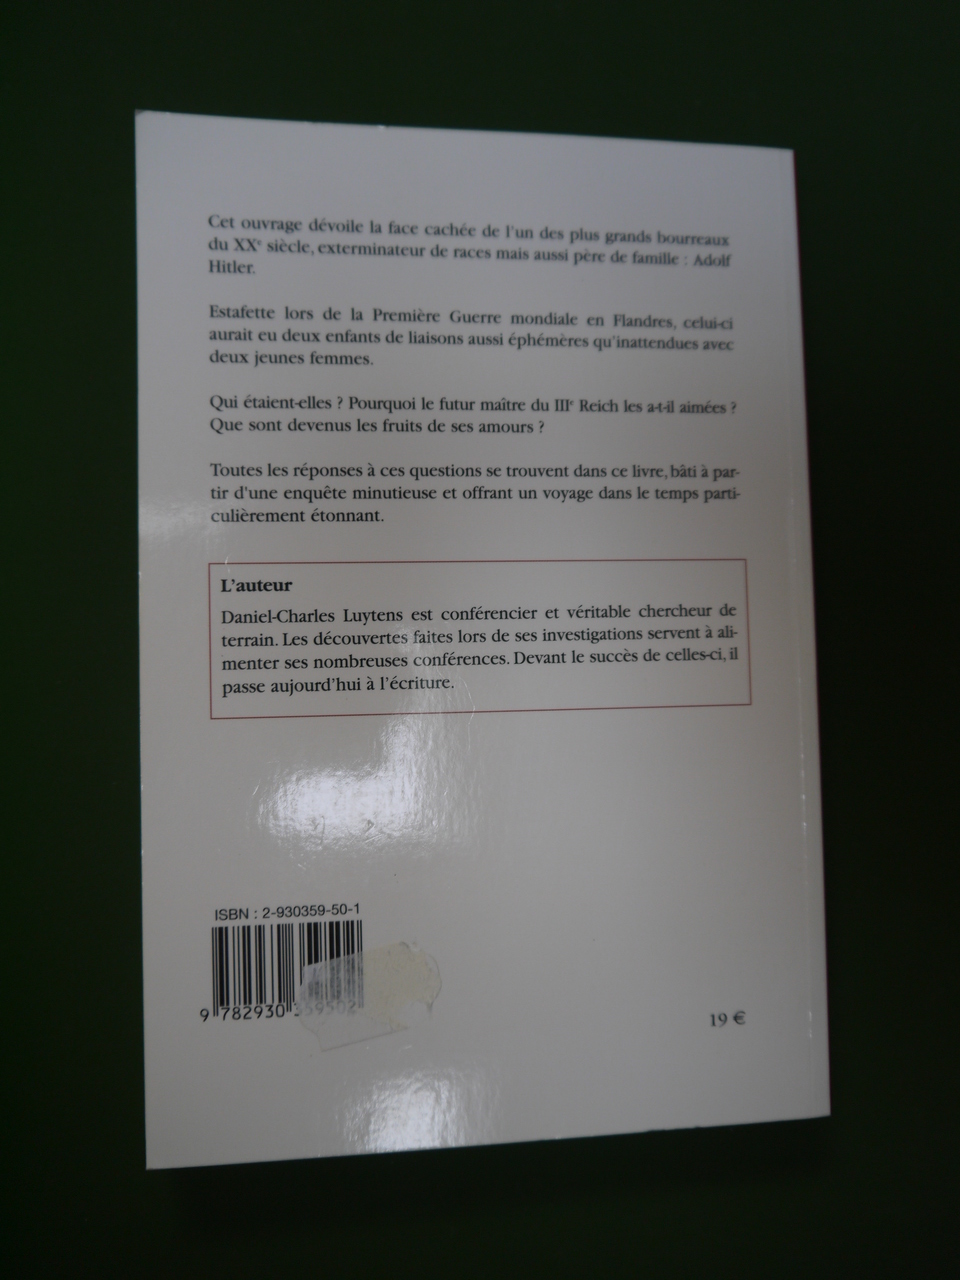 Cet ouvrage dévoile la face cachée de l'un des plus grands bourreaux
du XXe siècle, exterminateur de races mais aussi père de famille : Adolf
Hitler.
Estafette lors de la Première Guerre mondiale en Flandres, celui-ci
aurait eu deux enfants de liaisons aussi éphémères qu'inattendues avec
deux jeunes femmes.
Qui étaient-elles ? Pourquoi le futur maître du IIIe Reich les a-t-il aimées ?
Que sont devenus les fruits de ses amours ?
Toutes les réponses à ces questions se trouvent dans ce livre, bâti à par-
tir d'une enquête minutieuse et offrant un voyage dans le temps parti-
culièrement étonnant.
L'auteur
Daniel-Charles Luytens est conférencier et véritable chercheur de
terrain. Les découvertes faites lors de ses investigations servent à ali-
menter ses nombreuses conférences. Devant le succès de celles-ci, il
passe aujourd'hui à l'écriture.
ISBN : 2-930359-50-1
9 782930 359502
19 €